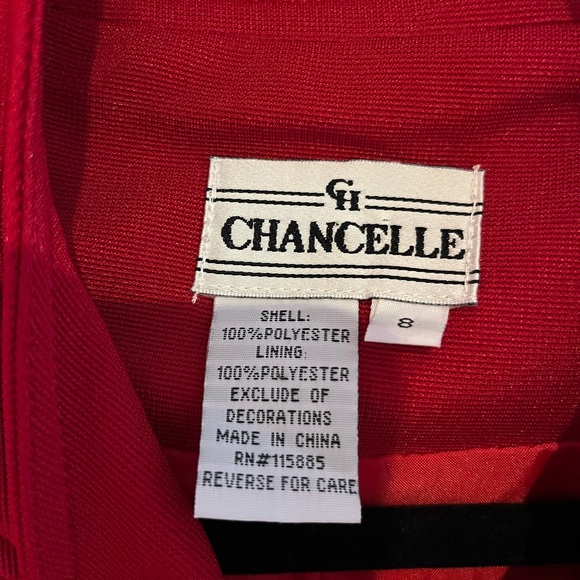 CH
CHANCELLE
8
SHELL:
100%POLYESTER
LINING:
100%POLYESTER
EXCLUDE OF
DECORATIONS
MADE IN CHINA
RN#115885
REVERSE FOR CARE